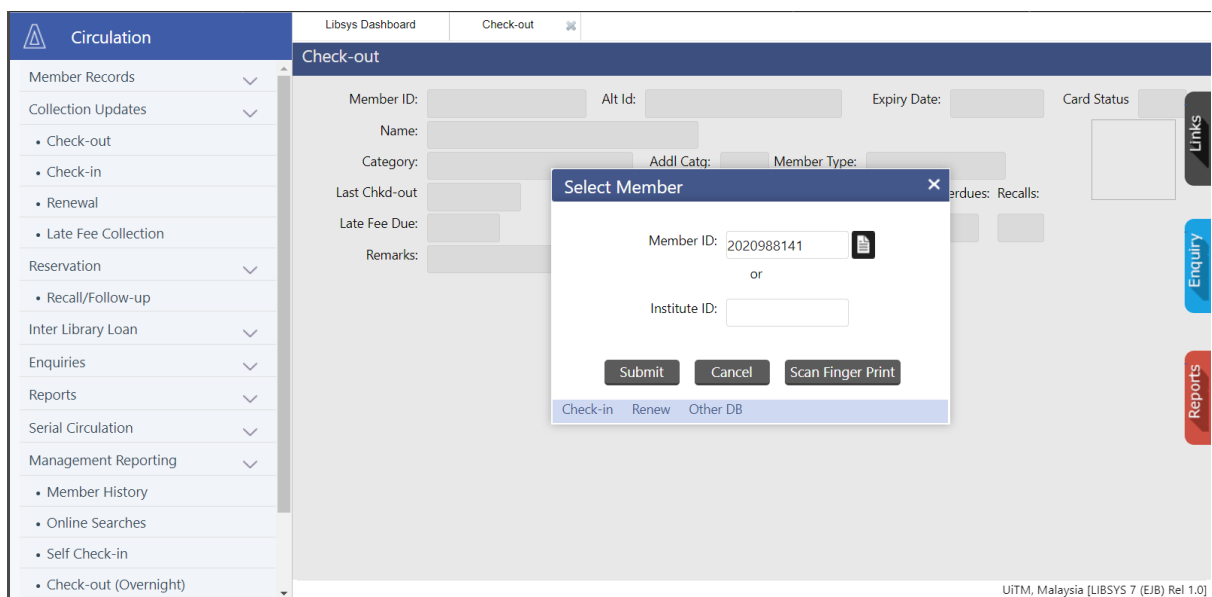 Circulation
Member Records
Collection Updates
• Check-out
• Check-in
• Renewal
• Late Fee Collection
Reservation
• Recall/Follow-up
Inter Library Loan
Enquiries
Reports
Serial Circulation
Management Reporting
• Member History
• Online Searches
• Self Check-in
• Check-out (Overnight)
Libsys Dashboard Check-out
Check-out
Member ID: Alt Id: Expiry Date: Card Status
Name:
Category: Addl Catg: Member Type:
Last Chkd-out erdues: Recalls:
Late Fee Due:
Remarks:
Select Member
Member ID: 2020988141
or
Institute ID:
Submit Cancel Scan Finger Print
Check-in Renew Other DB
Links
Enquiry
Reports
UiTM, Malaysia [LIBSYS 7 (EJB) Rel 1.0]